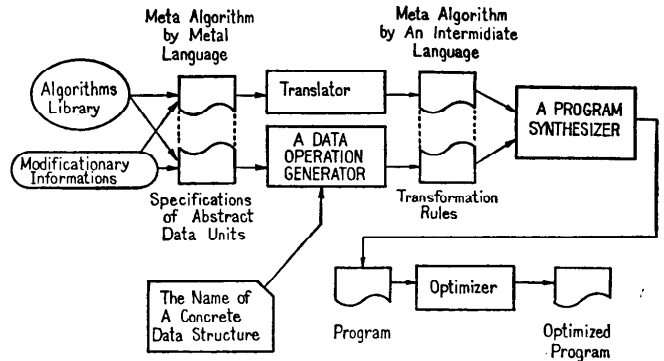 Meta Algorithm
by Metal
Language
Meta Algorithm
by An Intermidiate
Language
Algorithms
Library
Translator
A PROGRAM
SYNTHESIZER
Modificationary
Informations
A DATA
OPERATION
GENERATOR
Specifications
of Abstract
Data Units
Transformation
Rules
The Name of
A Concrete
Data Structure
Optimizer
Program
Optimized
Program